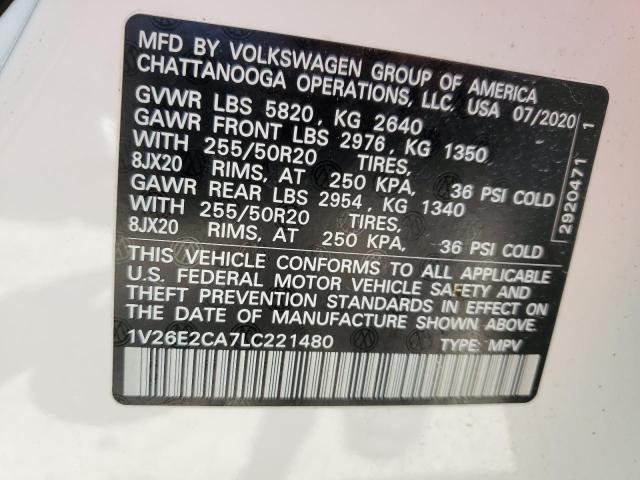 MFD BY VOLKSWAGEN GROUP OF AMERICA
CHATTANOOGA OPERATIONS, LLC, USA 07/2020
GVWR LBS 5820, KG 2640
GAWR FRONT LBS 2976, KG 1350
WITH 255/50R20 TIRES,
8JX20 RIMS, AT 250 KPA, 36 PSI COLD
GAWR REAR LBS 2954, KG 1340
WITH 255/50R20 TIRES,
8JX20 RIMS, AT 250 KPA, 36 PSI COLD
THIS VEHICLE CONFORMS TO ALL APPLICABLE
U.S. FEDERAL MOTOR VEHICLE SAFETY AND
THEFT PREVENTION STANDARDS IN EFFECT ON
THE DATE OF MANUFACTURE SHOWN ABOVE.
1V26E2CA7LC221480 TYPE: MPV
2920471 1